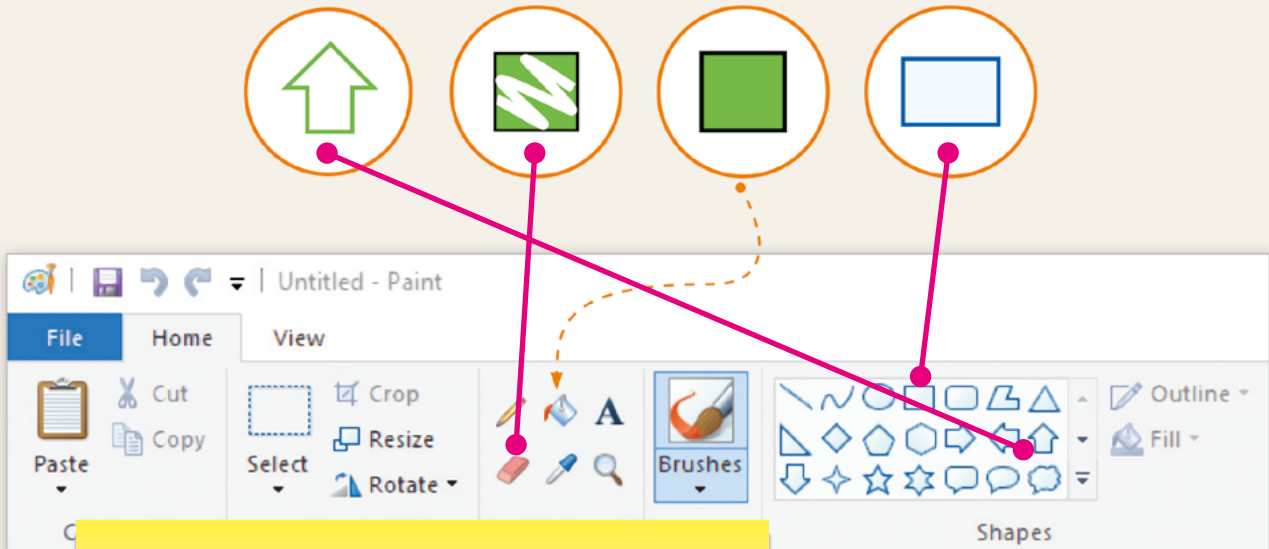 Untitled - Paint
File Home View
Cut
Copy
Paste
Select
Crop
Resize
Rotate
A
Brushes
Outline
Fill
Shapes